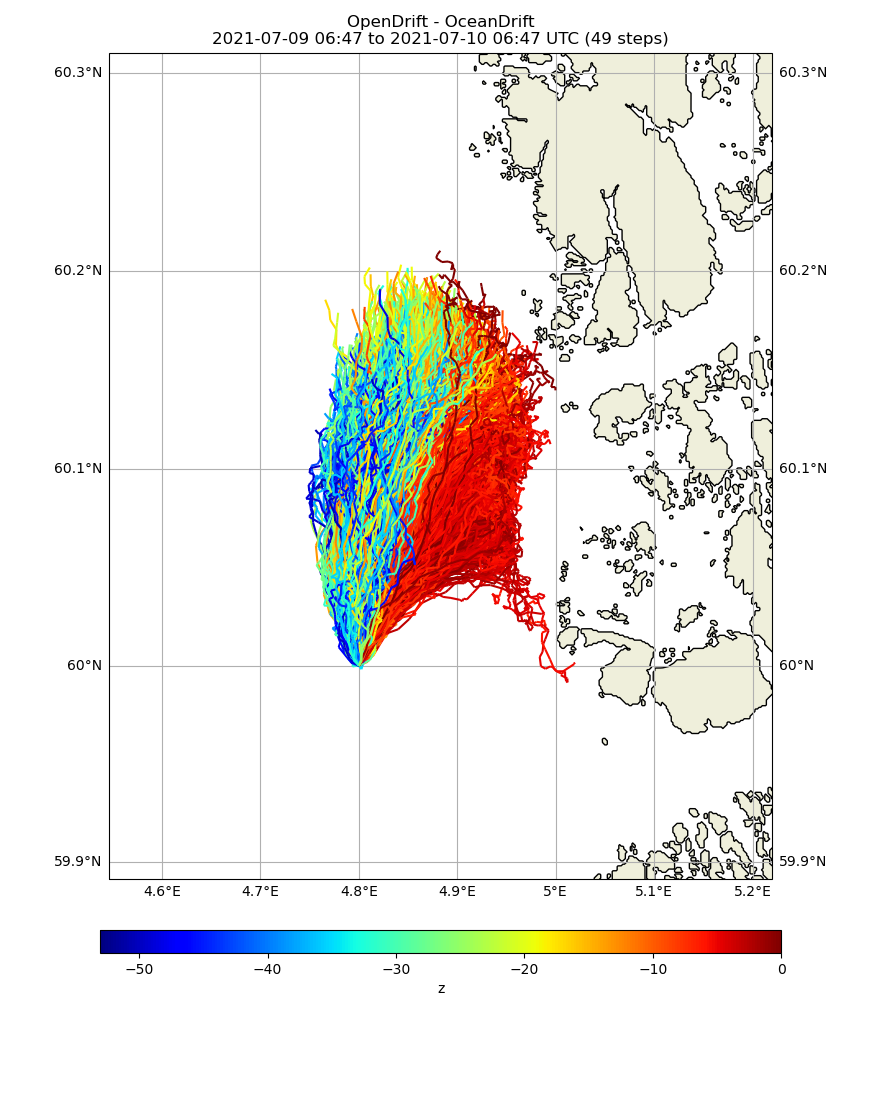 OpenDrift - OceanDrift
2021-07-09 06:47 to 2021-07-10 06:47 UTC (49 steps)
60.3°N 60.3°N
60.2°N 60.2°N
60.1°N 60.1°N
60°N 60°N
59.9°N 59.9°N
4.6°E 4.7°E 4.8°E 4.9°E 5°E 5.1°E 5.2°E
−50 −40 −30 −20 −10 0
z